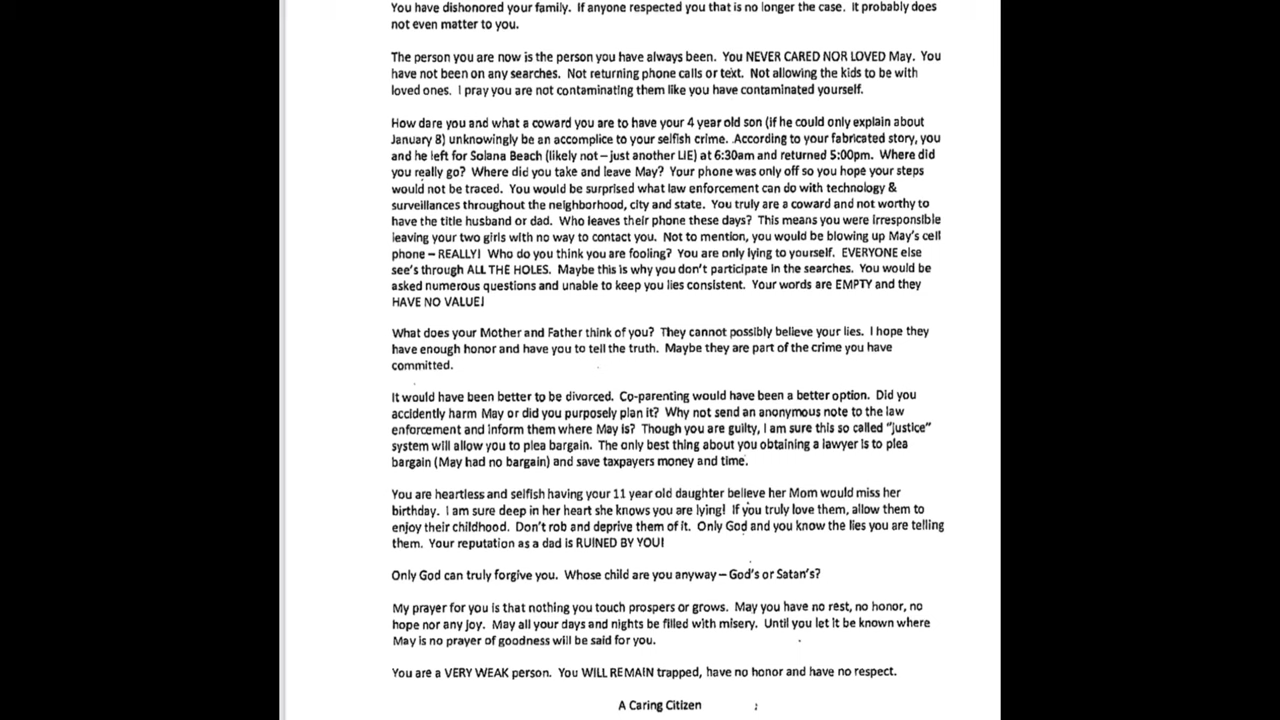 You have dishonored your family. If anyone respected you that is no longer the case. It probably does
not even matter to you.
The person you are now is the person you have always been. You NEVER CARED NOR LOVED May. You
have not been on any searches. Not returning phone calls or text. Not allowing the kids to be with
loved ones. I pray you are not contaminating them like you have contaminated yourself.
How dare you and what a coward you are to have your 4 year old son (if he could only explain about
January 8) unknowingly be an accomplice to your selfish crime. According to your fabricated story, you
and he left for Solana Beach (likely not – just another LIE) at 6:30am and returned 5:00pm. Where did
you really go? Where did you take and leave May? Your phone was only off so you hope your steps
would not be traced. You would be surprised what law enforcement can do with technology &
surveillances throughout the neighborhood, city and state. You truly are a coward and not worthy to
have the title husband or dad. Who leaves their phone these days? This means you were irresponsible
leaving your two girls with no way to contact you. Not to mention, you would be blowing up May's cell
phone – REALLY! Who do you think you are fooling? You are only lying to yourself. EVERYONE else
see's through ALL THE HOLES. Maybe this is why you don't participate in the searches. You would be
asked numerous questions and unable to keep you lies consistent. Your words are EMPTY and they
HAVE NO VALUE!
What does your Mother and Father think of you? They cannot possibly believe your lies. I hope they
have enough honor and have you to tell the truth. Maybe they are part of the crime you have
committed.
It would have been better to be divorced. Co-parenting would have been a better option. Did you
accidently harm May or did you purposely plan it? Why not send an anonymous note to the law
enforcement and inform them where May is? Though you are guilty, I am sure this so called "justice"
system will allow you to plea bargain. The only best thing about you obtaining a lawyer is to plea
bargain (May had no bargain) and save taxpayers money and time.
You are heartless and selfish having your 11 year old daughter believe her Mom would miss her
birthday. I am sure deep in her heart she knows you are lying! If you truly love them, allow them to
enjoy their childhood. Don't rob and deprive them of it. Only God and you know the lies you are telling
them. Your reputation as a dad is RUINED BY YOU!
Only God can truly forgive you. Whose child are you anyway – God's or Satan's?
My prayer for you is that nothing you touch prospers or grows. May you have no rest, no honor, no
hope nor any joy. May all your days and nights be filled with misery. Until you let it be known where
May is no prayer of goodness will be said for you.
You are a VERY WEAK person. You WILL REMAIN trapped, have no honor and have no respect.
A Caring Citizen